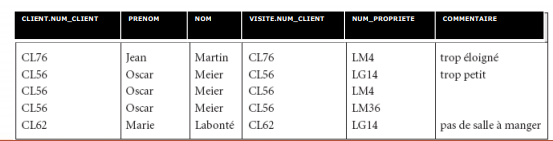 CLIENT.NUM_CLIENT PRENOM NOM VISITE.NUM_CLIENT NUM_PROPRIETE COMMENTAIRE
CL76 Jean Martin CL76 LM4 trop éloigné
CL56 Oscar Meier CL56 LG14 trop petit
CL56 Oscar Meier CL56 LM4
CL56 Oscar Meier CL56 LM36
CL62 Marie Labonté CL62 LG14 pas de salle à manger